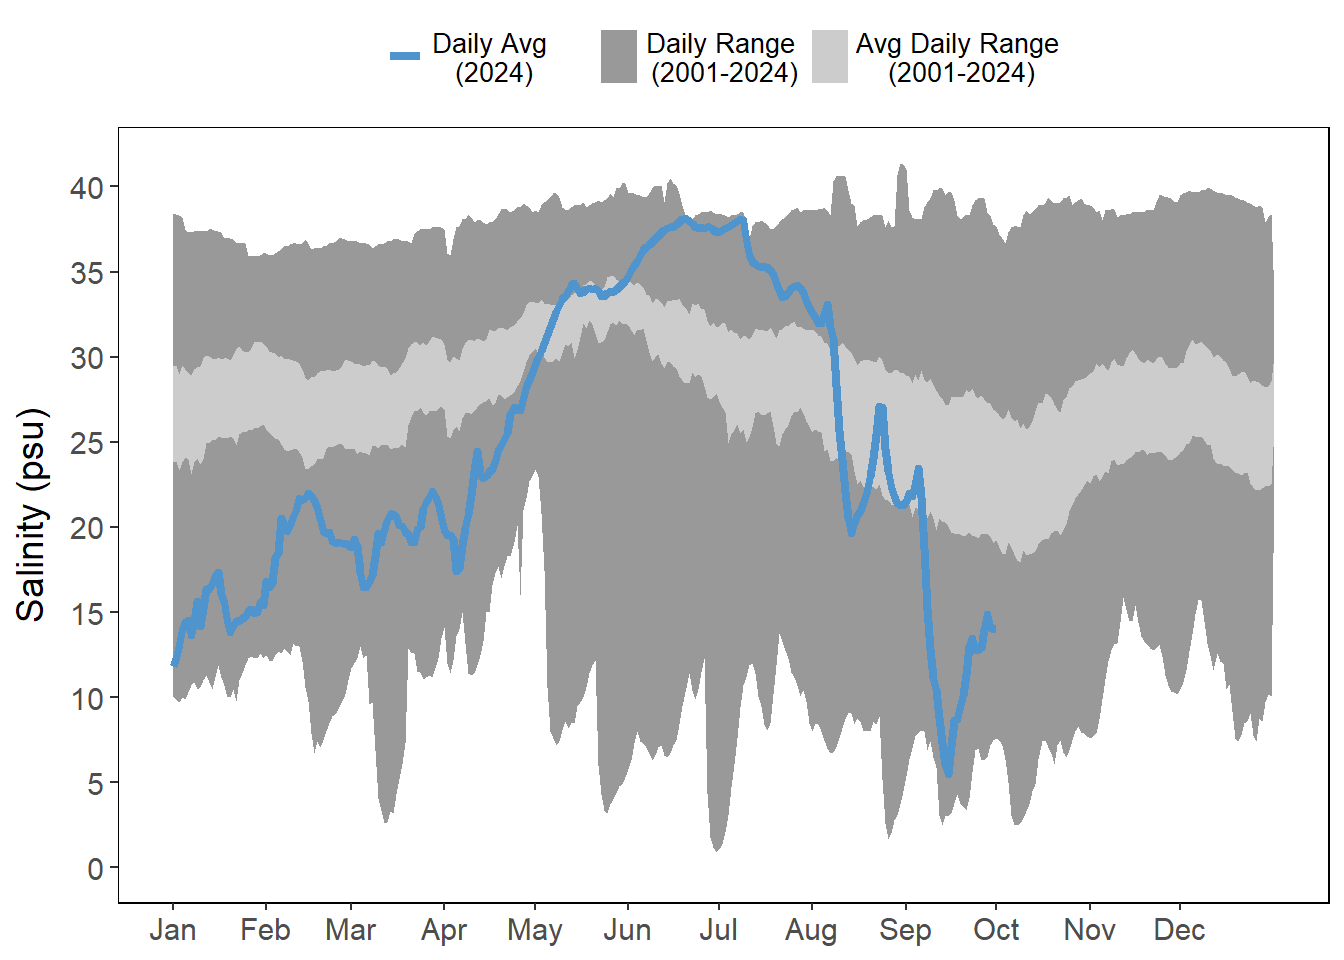 Daily Avg
(2024)
Daily Range
(2001-2024)
Avg Daily Range
(2001-2024)
Salinity (psu)
40
35
30
25
20
15
10
5
0
Jan Feb Mar Apr May Jun Jul Aug Sep Oct Nov Dec